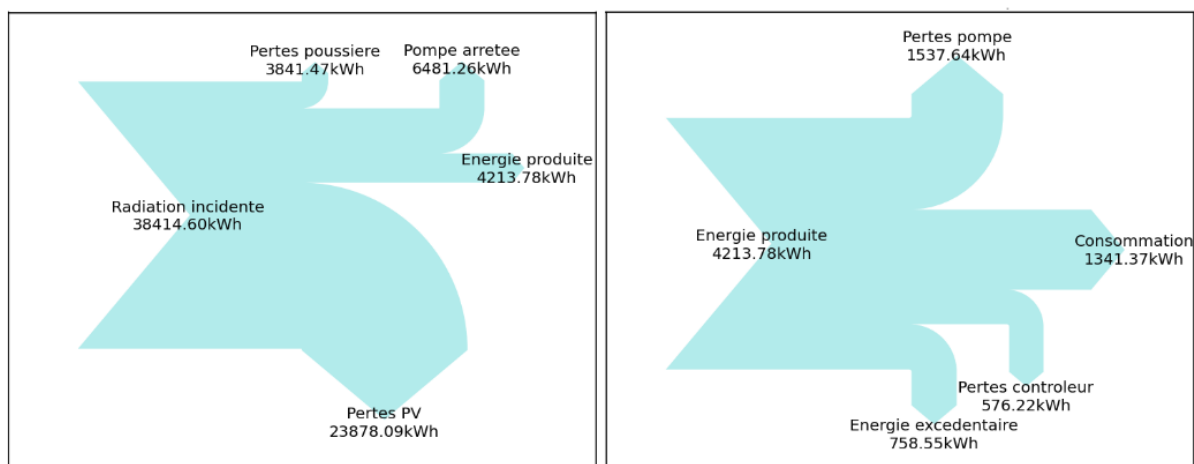 Pertes poussiere
3841.47kWh
Pompe arretee
6481.26kWh
Energie produite
4213.78kWh
Radiation incidente
38414.60kWh
Pertes PV
23878.09kWh
Pertes pompe
1537.64kWh
Energie produite
4213.78kWh
Consommation
1341.37kWh
Pertes controleur
576.22kWh
Energie excedentaire
758.55kWh